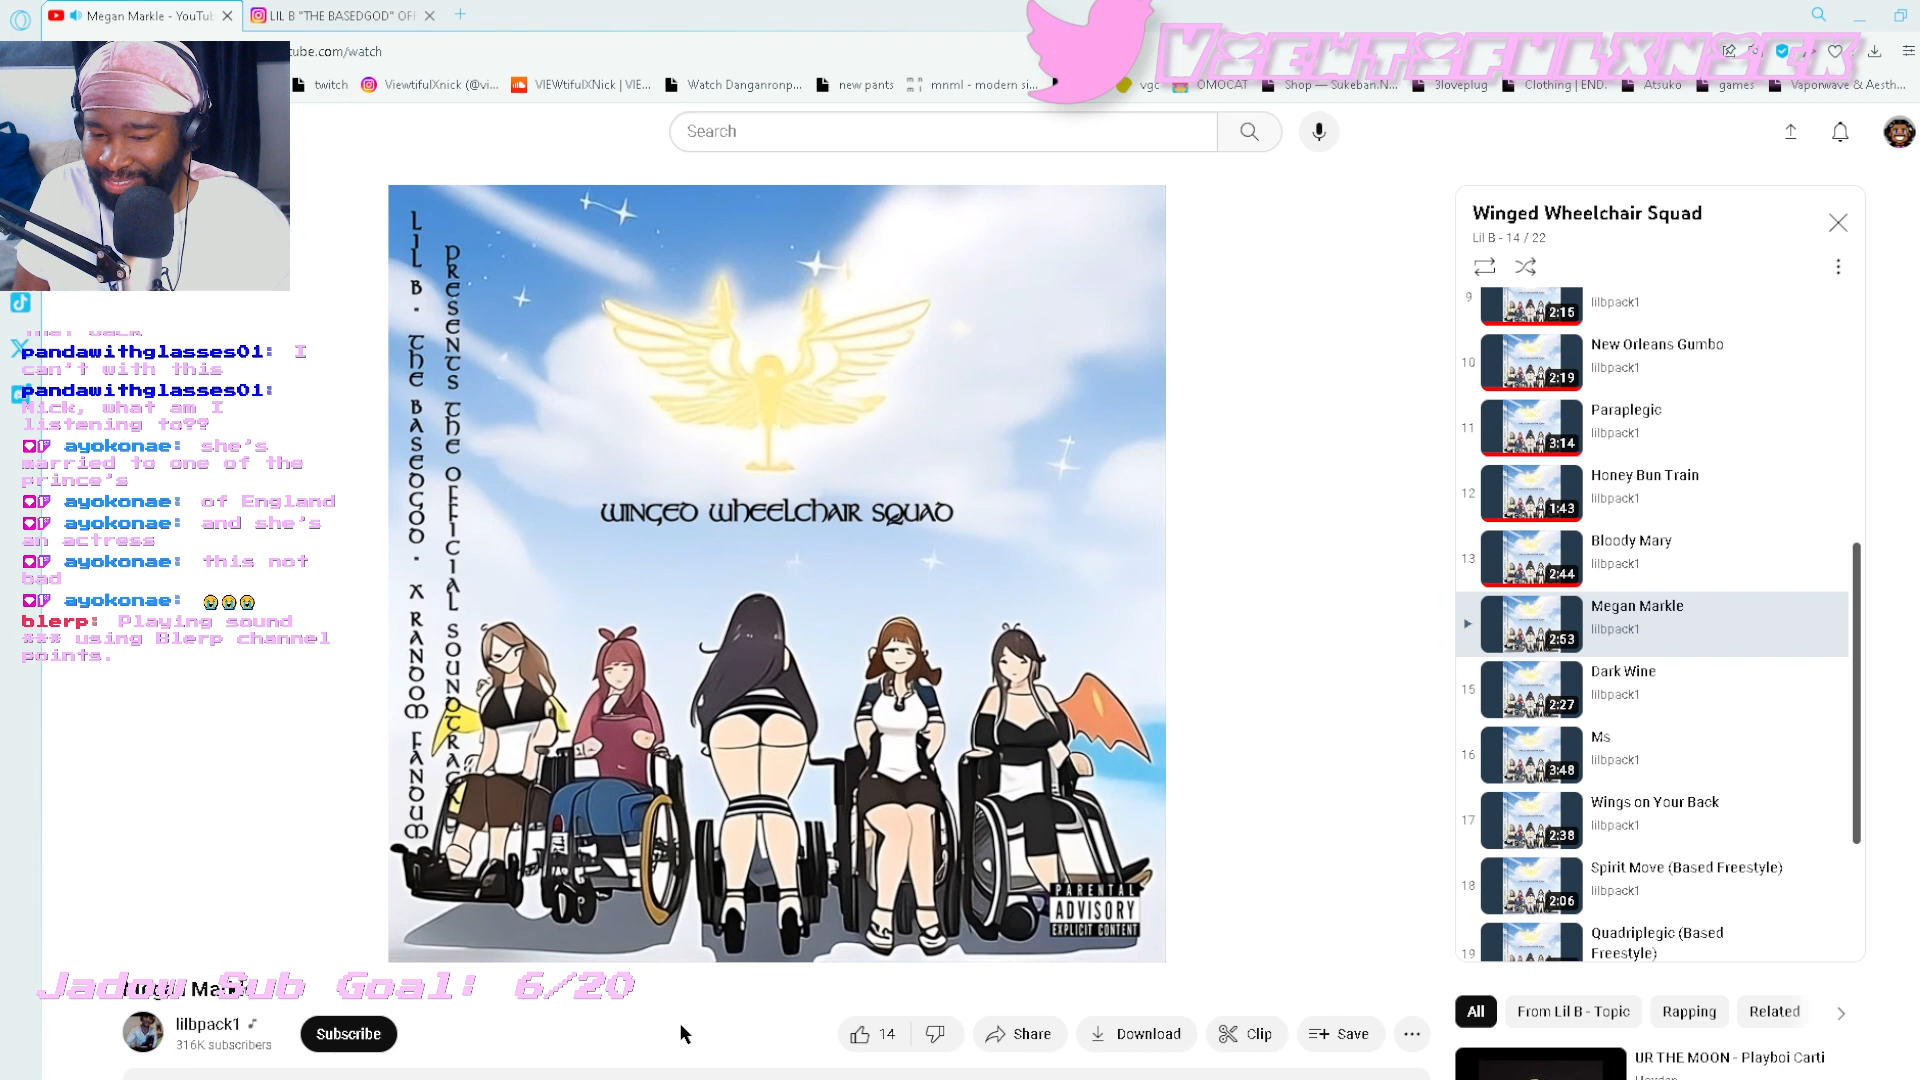 Megan Markle - YouTub
LIL B "THE BASEDGOD" OFF
tube.com/watch
ViewtifulxNick
twitch
ViewtifulXnick (@vi...
VIEWtifulXNick | VIE...
Watch Danganronp...
new pants
mnml - modern si...
vgc
OMOCAT
Shop — Sukeban.N...
3loveplug
Clothing | END.
Atsuko
games
Vaporwave & Aesth...
Search
LIL B · THE BASEDGOD · X RANDOM FANDUM
PRESENTS THE OFFICIAL SOUNDTRACK
WINGED WHEELCHAIR SQUAD
PARENTAL
ADVISORY
EXPLICIT CONTENT
pandawithglasses01: I
can't with this
pandawithglasses01:
Nick, what am I
listening to??
ayokonae: she's
married to one of the
prince's
ayokonae: of England
ayokonae: and she's
an actress
ayokonae: this not
bad
ayokonae: 😭😭😭
blerp: Playing sound
*** using Blerp channel
points.
Winged Wheelchair Squad
Lil B - 14 / 22
9
lilbpack1
2:15
10
New Orleans Gumbo
lilbpack1
2:19
11
Paraplegic
lilbpack1
3:14
12
Honey Bun Train
lilbpack1
1:43
13
Bloody Mary
lilbpack1
2:44
Megan Markle
lilbpack1
2:53
15
Dark Wine
lilbpack1
2:27
16
Ms
lilbpack1
3:48
17
Wings on Your Back
lilbpack1
2:38
18
Spirit Move (Based Freestyle)
lilbpack1
2:06
19
Quadriplegic (Based
Freestyle)
Jadow Sub Goal: 6/20
lilbpack1
316K subscribers
Subscribe
14
Share
Download
Clip
Save
All
From Lil B - Topic
Rapping
Related
UR THE MOON - Playboi Carti